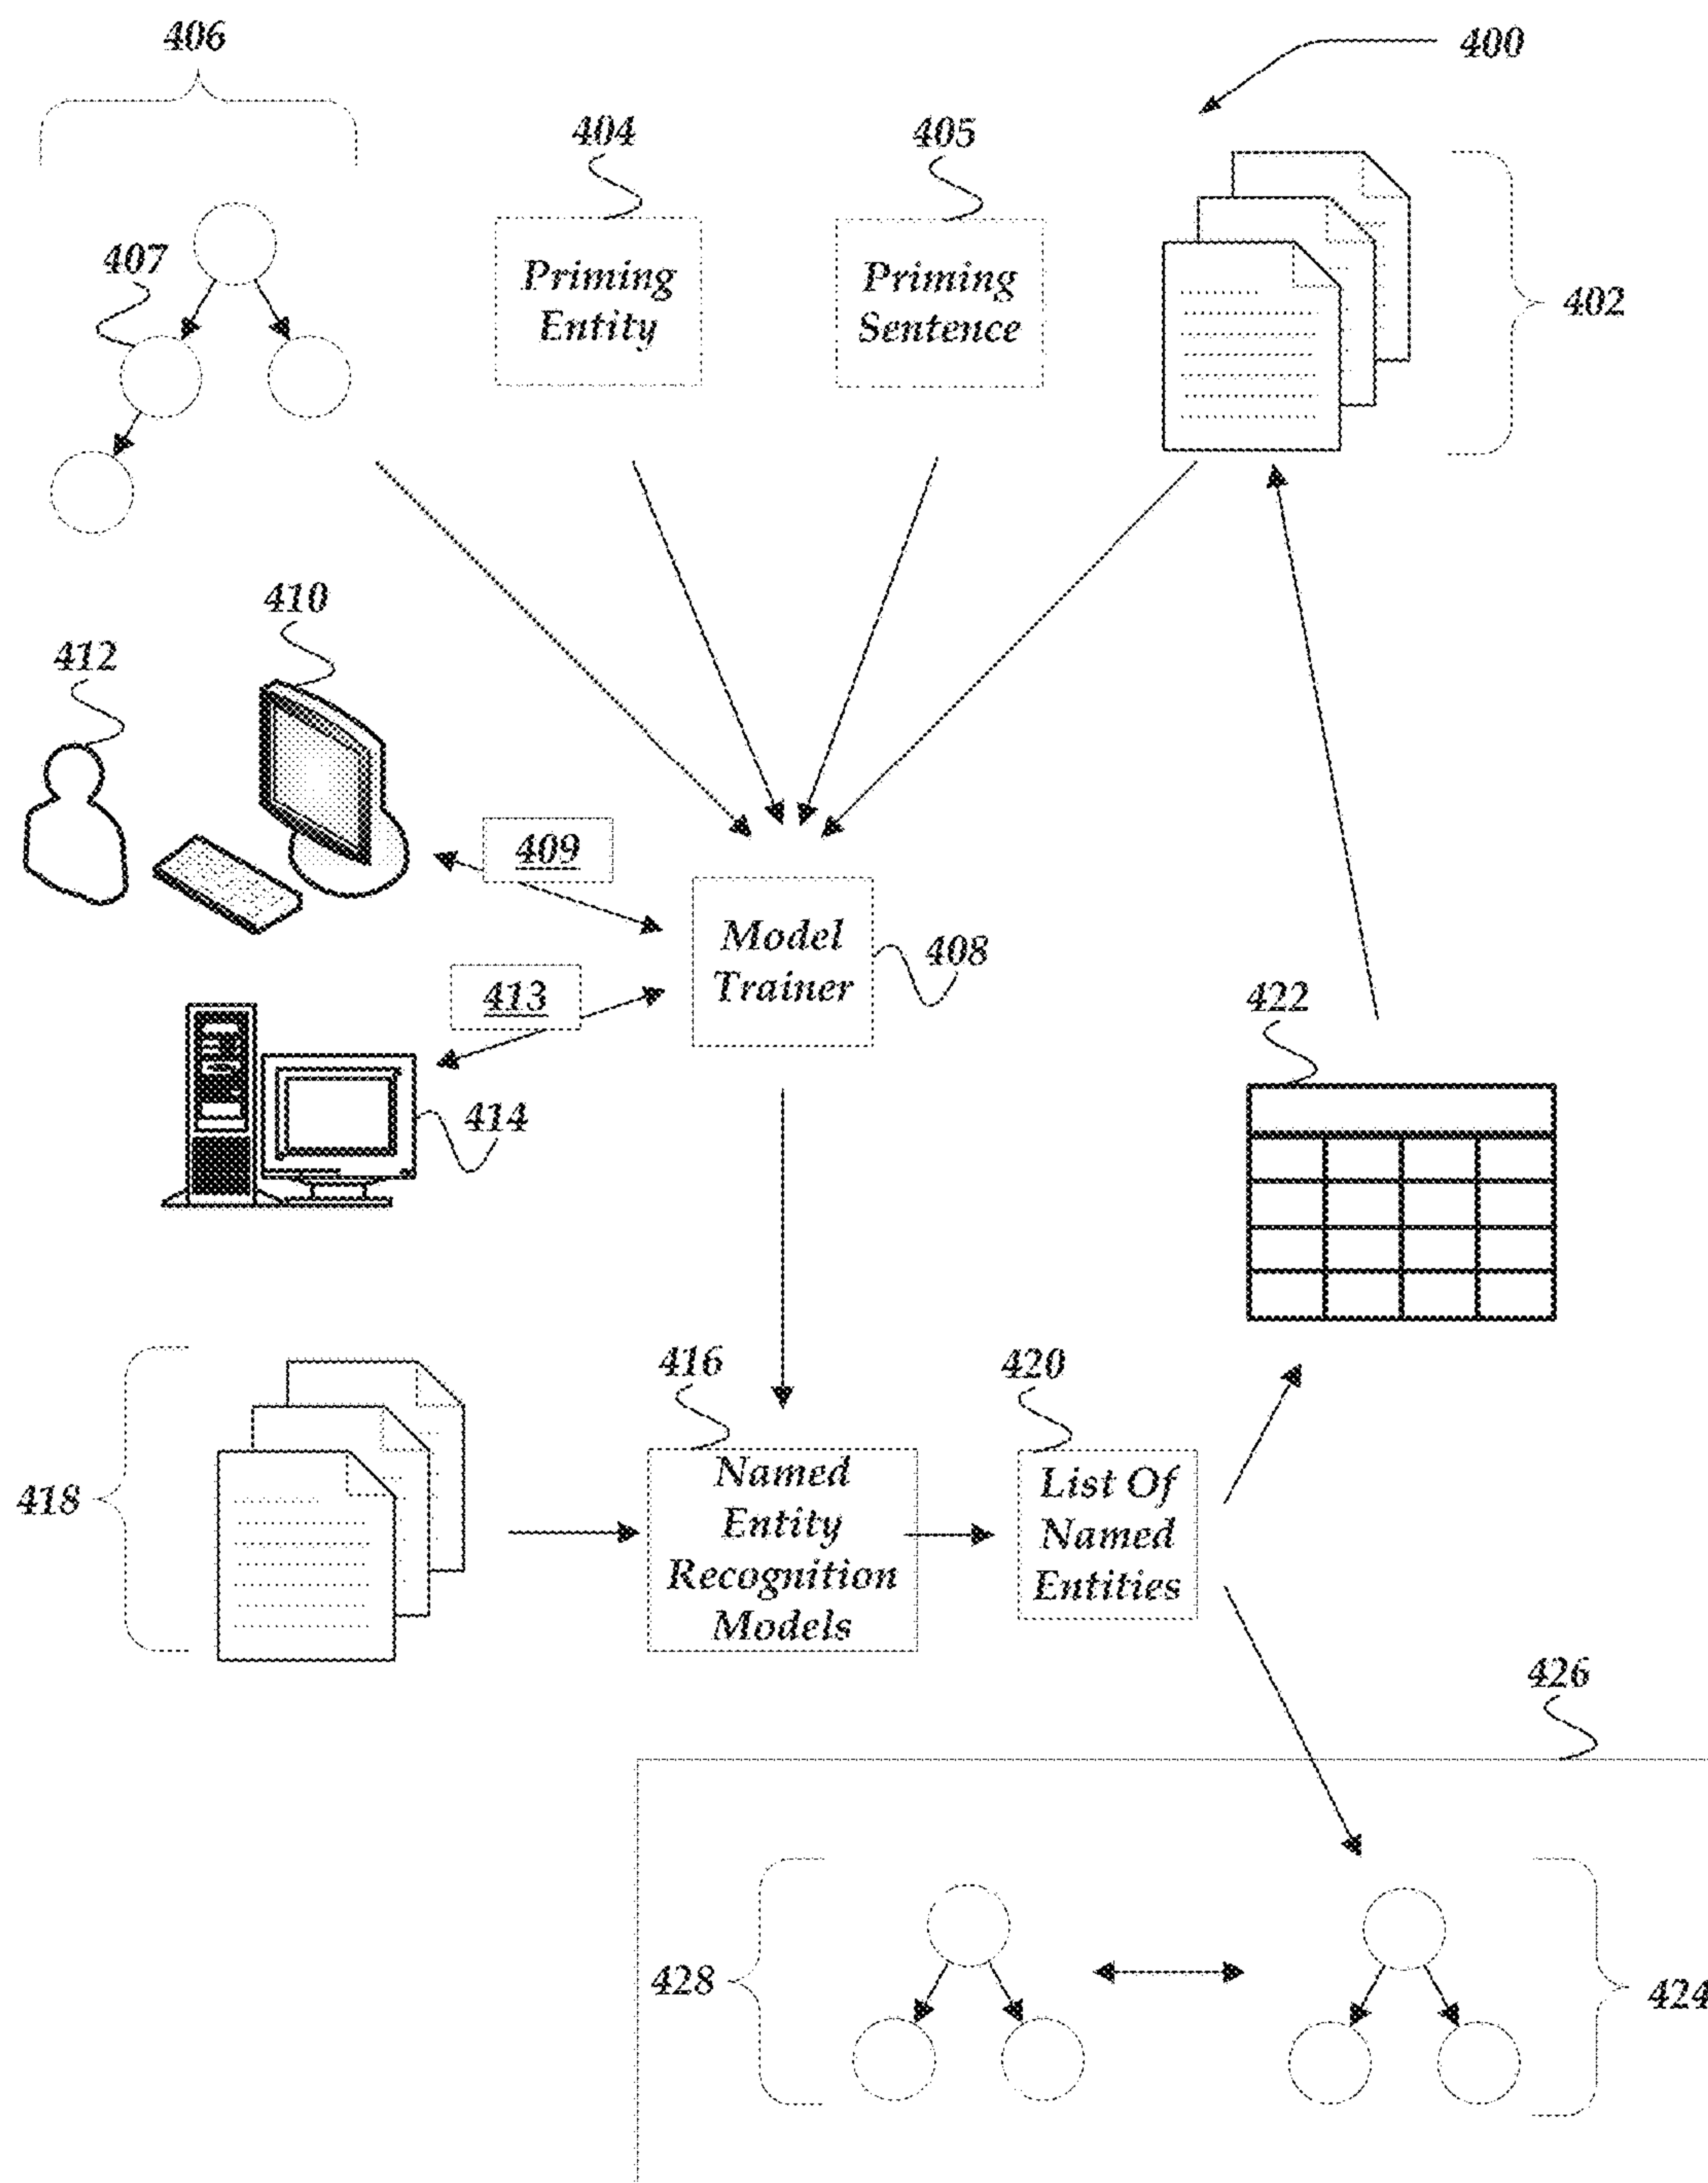 406
400
404
405
Priming
Entity
Priming
Sentence
407
402
410
412
409
Model
Trainer
408
413
414
422
416
420
418
Named
Entity
Recognition
Models
List Of
Named
Entities
426
428
424